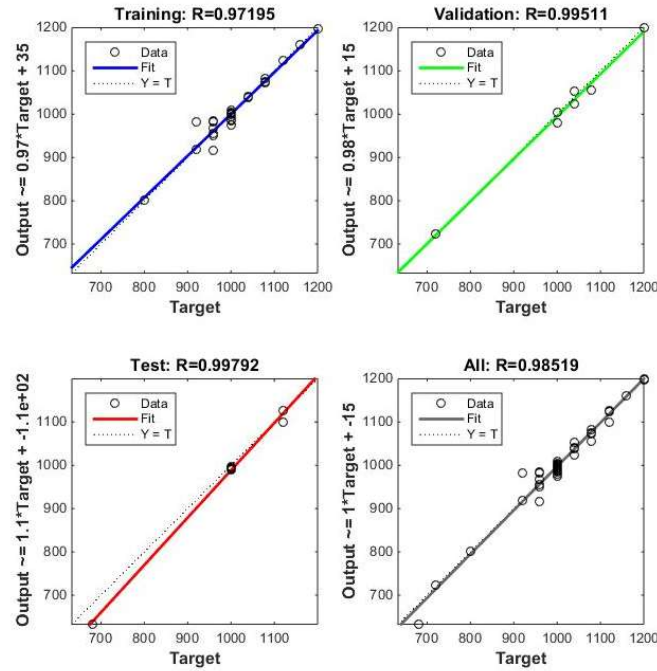 Training: R=0.97195
Output ~= 0.97*Target + 35
Data
Fit
Y = T
1200
1100
1000
900
800
700
700 800 900 1000 1100 1200
Target
Validation: R=0.99511
Output ~= 0.98*Target + 15
Data
Fit
Y = T
1200
1100
1000
900
800
700
700 800 900 1000 1100 1200
Target
Test: R=0.99792
Output ~= 1.1*Target + -1.1e+02
Data
Fit
Y = T
1100
1000
900
800
700
700 800 900 1000 1100
Target
All: R=0.98519
Output ~= 1*Target + -15
Data
Fit
Y = T
1200
1100
1000
900
800
700
700 800 900 1000 1100 1200
Target